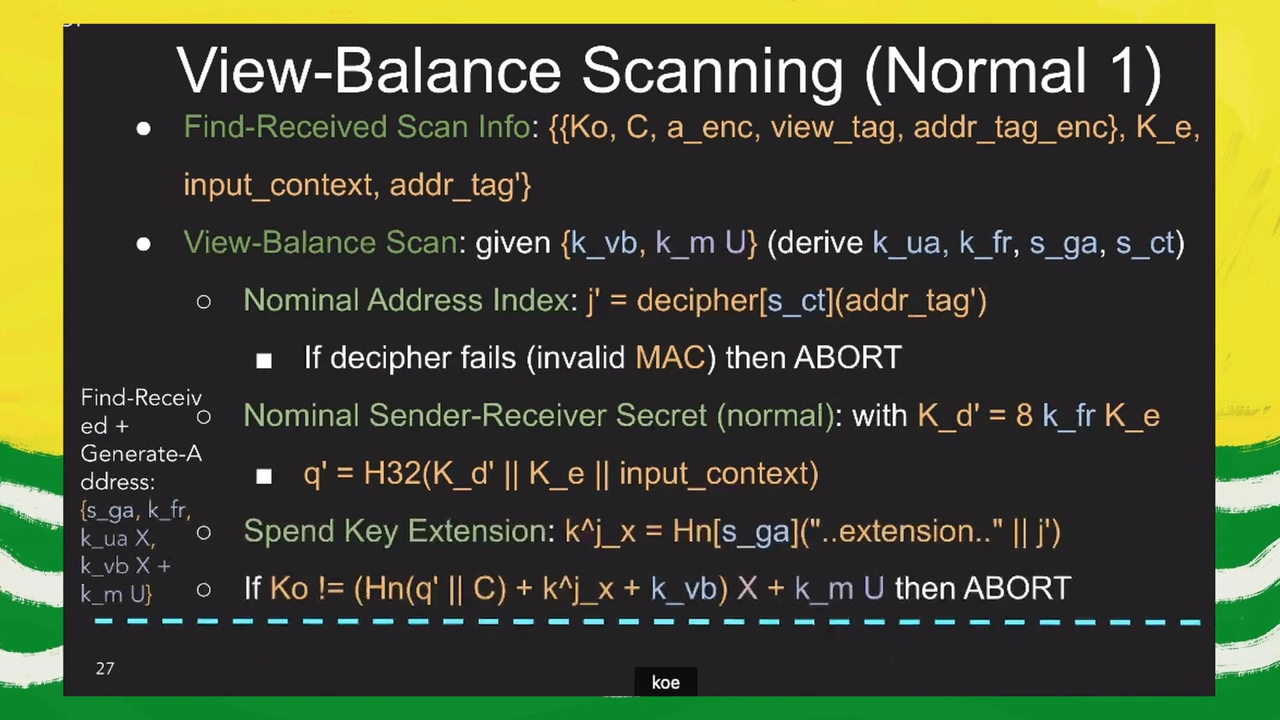 View-Balance Scanning (Normal 1)
● Find-Received Scan Info: {{Ko, C, a_enc, view_tag, addr_tag_enc}, K_e,
input_context, addr_tag'}
● View-Balance Scan: given {k_vb, k_m U} (derive k_ua, k_fr, s_ga, s_ct)
○ Nominal Address Index: j' = decipher[s_ct](addr_tag')
■ If decipher fails (invalid MAC) then ABORT
○ Nominal Sender-Receiver Secret (normal): with K_d' = 8 k_fr K_e
■ q' = H32(K_d' || K_e || input_context)
○ Spend Key Extension: k^j_x = Hn[s_ga]("..extension.." || j')
○ If Ko != (Hn(q' || C) + k^j_x + k_vb) X + k_m U then ABORT
Find-Receiv
ed +
Generate-A
ddress:
{s_ga, k_fr,
k_ua X,
k_vb X +
k_m U}
27
koe